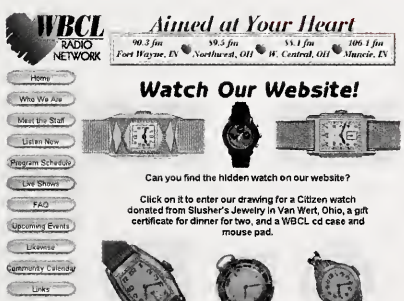 WBCL
RADIO
NETWORK
Aimed at Your Heart
90.3 fm
Fort Wayne, IN
89.5 fm
Northwest, OH
88.1 fm
W. Central, OH
106.1 fm
Muncie, IN
Home
Who We Are
Meet the Staff
Listen Now
Program Schedule
Live Shows
FAQ
Upcoming Events
Likewise
Community Calendar
Links
Watch Our Website!
Can you find the hidden watch on our website?
Click on it to enter our drawing for a Citizen watch
donated from Slusher's Jewelry in Van Wert, Ohio, a gift
certificate for dinner for two, and a WBCL cd case and
mouse pad.